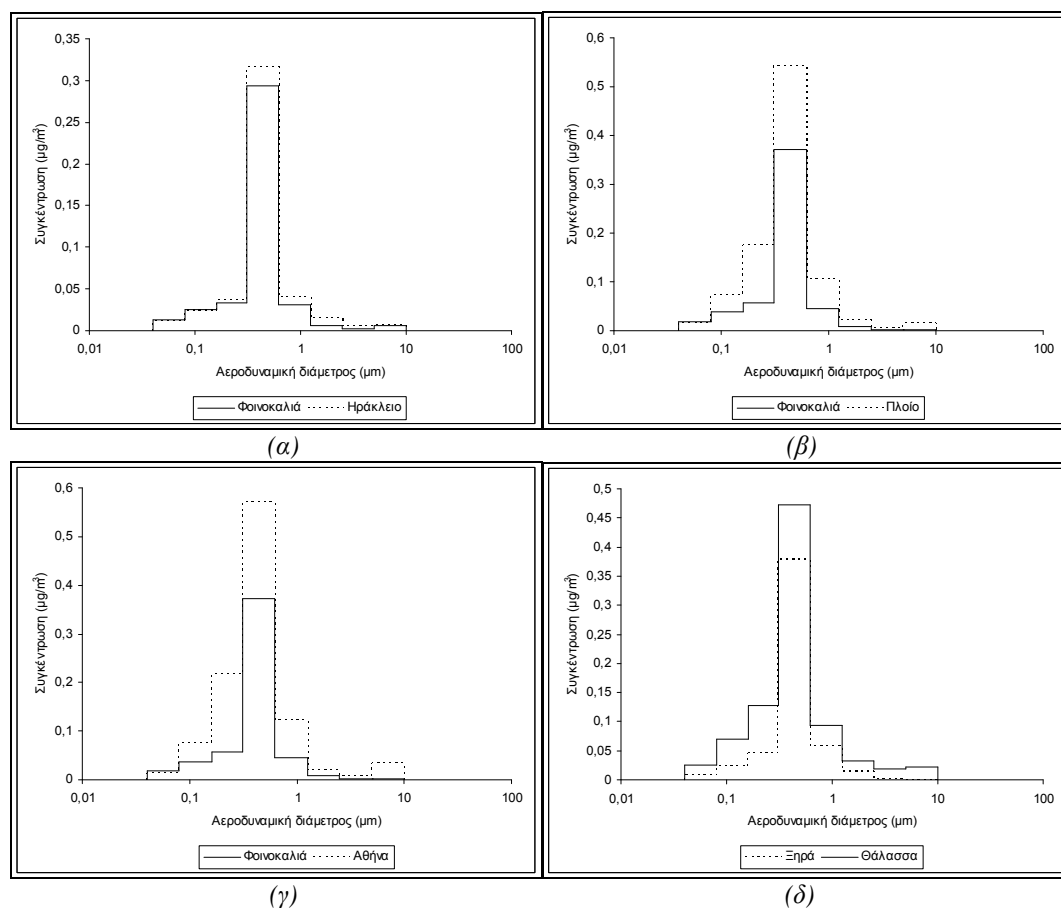 0,35
0,3
0,25
0,2
0,15
0,1
0,05
0
Συγκέντρωση (μg/m³)
0,01 0,1 1 10 100
Αεροδυναμική διάμετρος (μm)
Φοινοκαλιά Ηράκλειο
(α)
0,6
0,5
0,4
0,3
0,2
0,1
0
Συγκέντρωση (μg/m³)
0,01 0,1 1 10 100
Αεροδυναμική διάμετρος (μm)
Φοινοκαλιά Πλοίο
(β)
0,6
0,5
0,4
0,3
0,2
0,1
0
Συγκέντρωση (μg/m³)
0,01 0,1 1 10 100
Αεροδυναμική διάμετρος (μm)
Φοινοκαλιά Αθήνα
(γ)
0,5
0,45
0,4
0,35
0,3
0,25
0,2
0,15
0,1
0,05
0
Συγκέντρωση (μg/m³)
0,01 0,1 1 10 100
Αεροδυναμική διάμετρος (μm)
Ξηρά Θάλασσα
(δ)